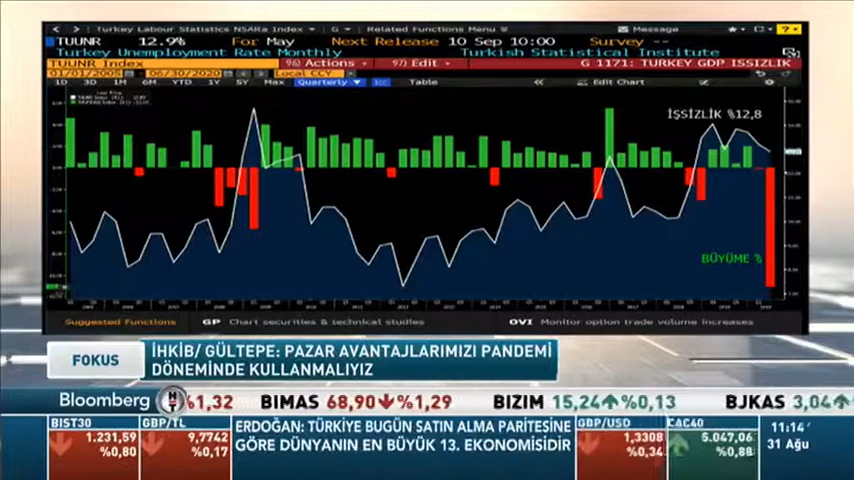 Turkey Labour Statistics NSARa Index
Related Functions Menu
Message
TUUNR 12.9% For May Next Release 10 Sep 10:00 Survey --
Turkey Unemployment Rate Monthly Turkish Statistical Institute
TUUNR Index 96) Actions 97) Edit G 1171: TURKEY GDP ISSIZLIK
01/01/2005 - 06/30/2020 Local CCY
1D 3D 1M 6M YTD 1Y 5Y Max Quarterly Table Edit Chart
İŞSİZLİK %12,8
BÜYÜME %
Suggested Functions GP Chart securities & technical studies OVI Monitor option trade volume increases
FOKUS
İHKİB/ GÜLTEPE: PAZAR AVANTAJLARIMIZI PANDEMİ
DÖNEMİNDE KULLANMALIYIZ
Bloomberg HT %1,32 BIMAS 68,90 %1,29 BIZIM 15,24 %0,13 BJKAS 3,04
BIST30
1.231,59
%0,80
GBP/TL
9,7742
%0,17
ERDOĞAN: TÜRKİYE BUGÜN SATIN ALMA PARİTESİNE
GÖRE DÜNYANIN EN BÜYÜK 13. EKONOMİSİDİR
GBP/USD
1,3308
%0,34
CAC40
5.047,06
%0,88
11:14
31 Ağu